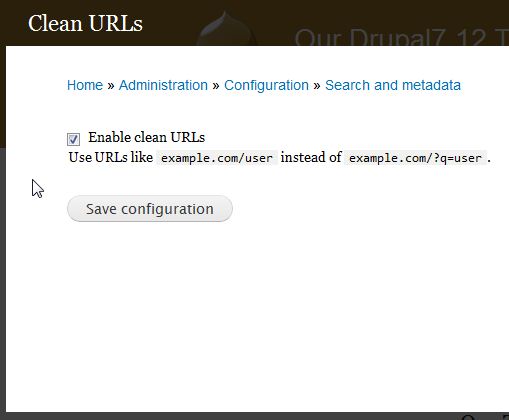 Clean URLs
Our Drupal7.12 T
Home » Administration » Configuration » Search and metadata
Enable clean URLs
Use URLs like example.com/user instead of example.com/?q=user .
Save configuration